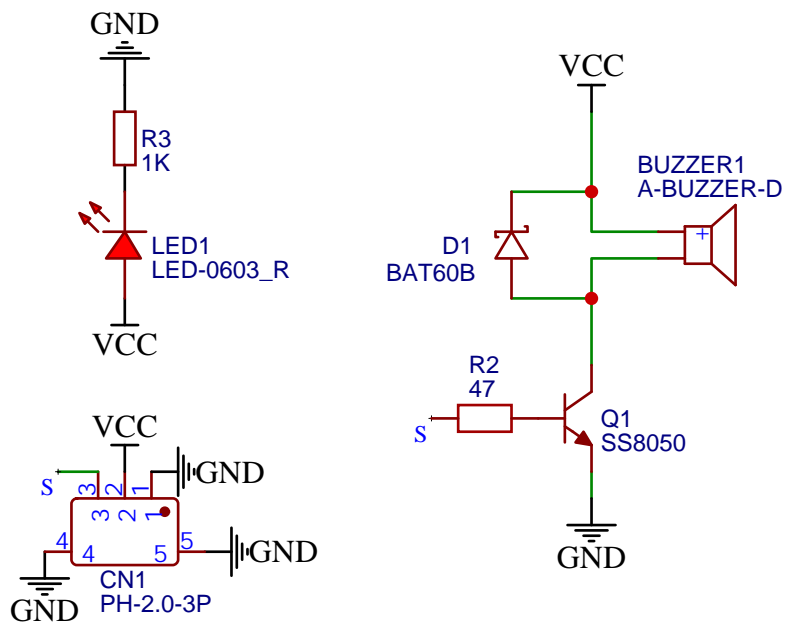 GND
R3
1K
LED1
LED-0603_R
VCC
VCC
S
3
2
1
GND
3
2
1
4
4
5
5
GND
GND
CN1
PH-2.0-3P
VCC
BUZZER1
A-BUZZER-D
+
D1
BAT60B
R2
47
S
Q1
SS8050
GND